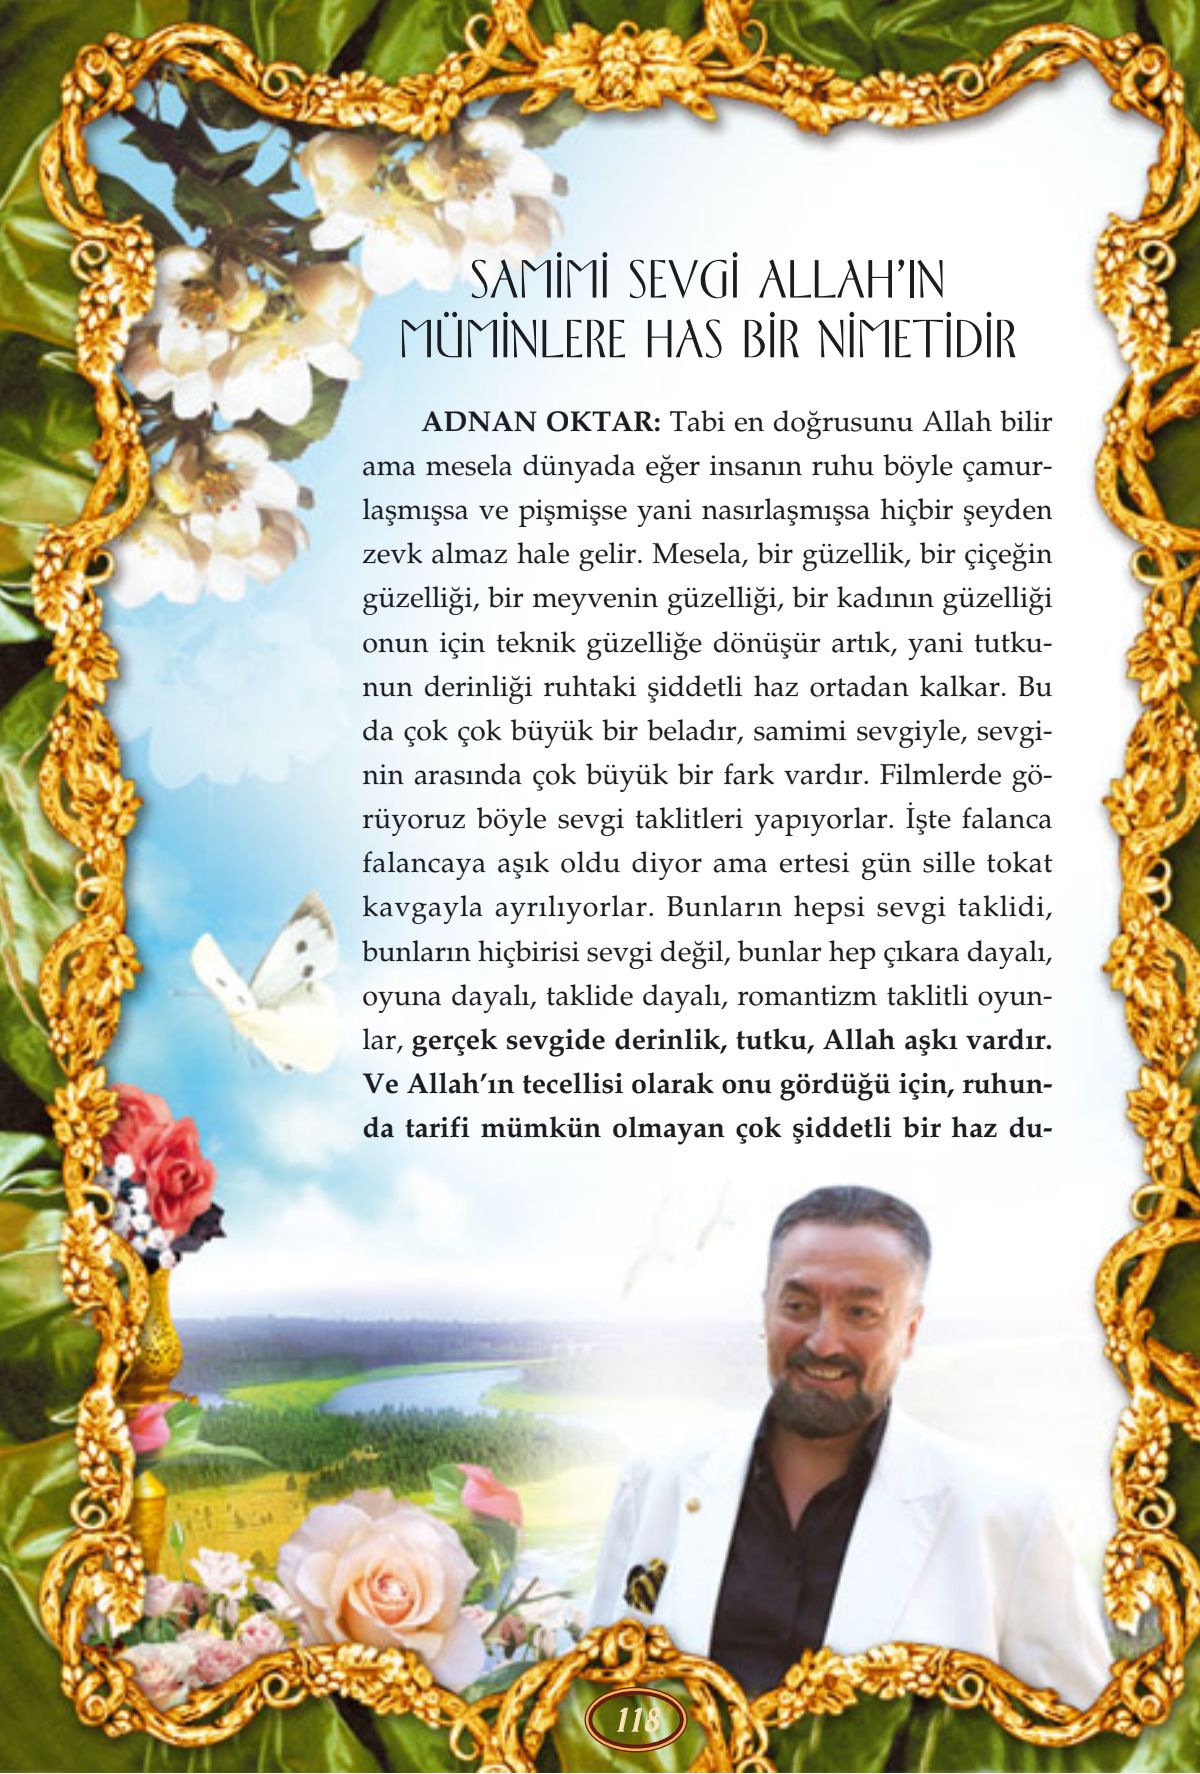 SAMİMİ SEVGİ ALLAH’IN
MÜMİNLERE HAS BİR NİMETİDİR
ADNAN OKTAR: Tabi en doğrusunu Allah bilir
ama mesela dünyada eğer insanın ruhu böyle çamur-
laşmışsa ve pişmişse yani nasırlaşmışsa hiçbir şeyden
zevk almaz hale gelir. Mesela, bir güzellik, bir çiçeğin
güzelliği, bir meyvenin güzelliği, bir kadının güzelliği
onun için teknik güzelliğe dönüşür artık, yani tutku-
nun derinliği ruhtaki şiddetli haz ortadan kalkar. Bu
da çok çok büyük bir beladır, samimi sevgiyle, sevgi-
nin arasında çok büyük bir fark vardır. Filmlerde gö-
rüyoruz böyle sevgi taklitleri yapıyorlar. İşte falanca
falancaya aşık oldu diyor ama ertesi gün sille tokat
kavgayla ayrılıyorlar. Bunların hepsi sevgi taklidi,
bunların hiçbirisi sevgi değil, bunlar hep çıkara dayalı,
oyuna dayalı, taklide dayalı, romantizm taklitli oyun-
lar, gerçek sevgide derinlik, tutku, Allah aşkı vardır.
Ve Allah’ın tecellisi olarak onu gördüğü için, ruhun-
da tarifi mümkün olmayan çok şiddetli bir haz du-
118